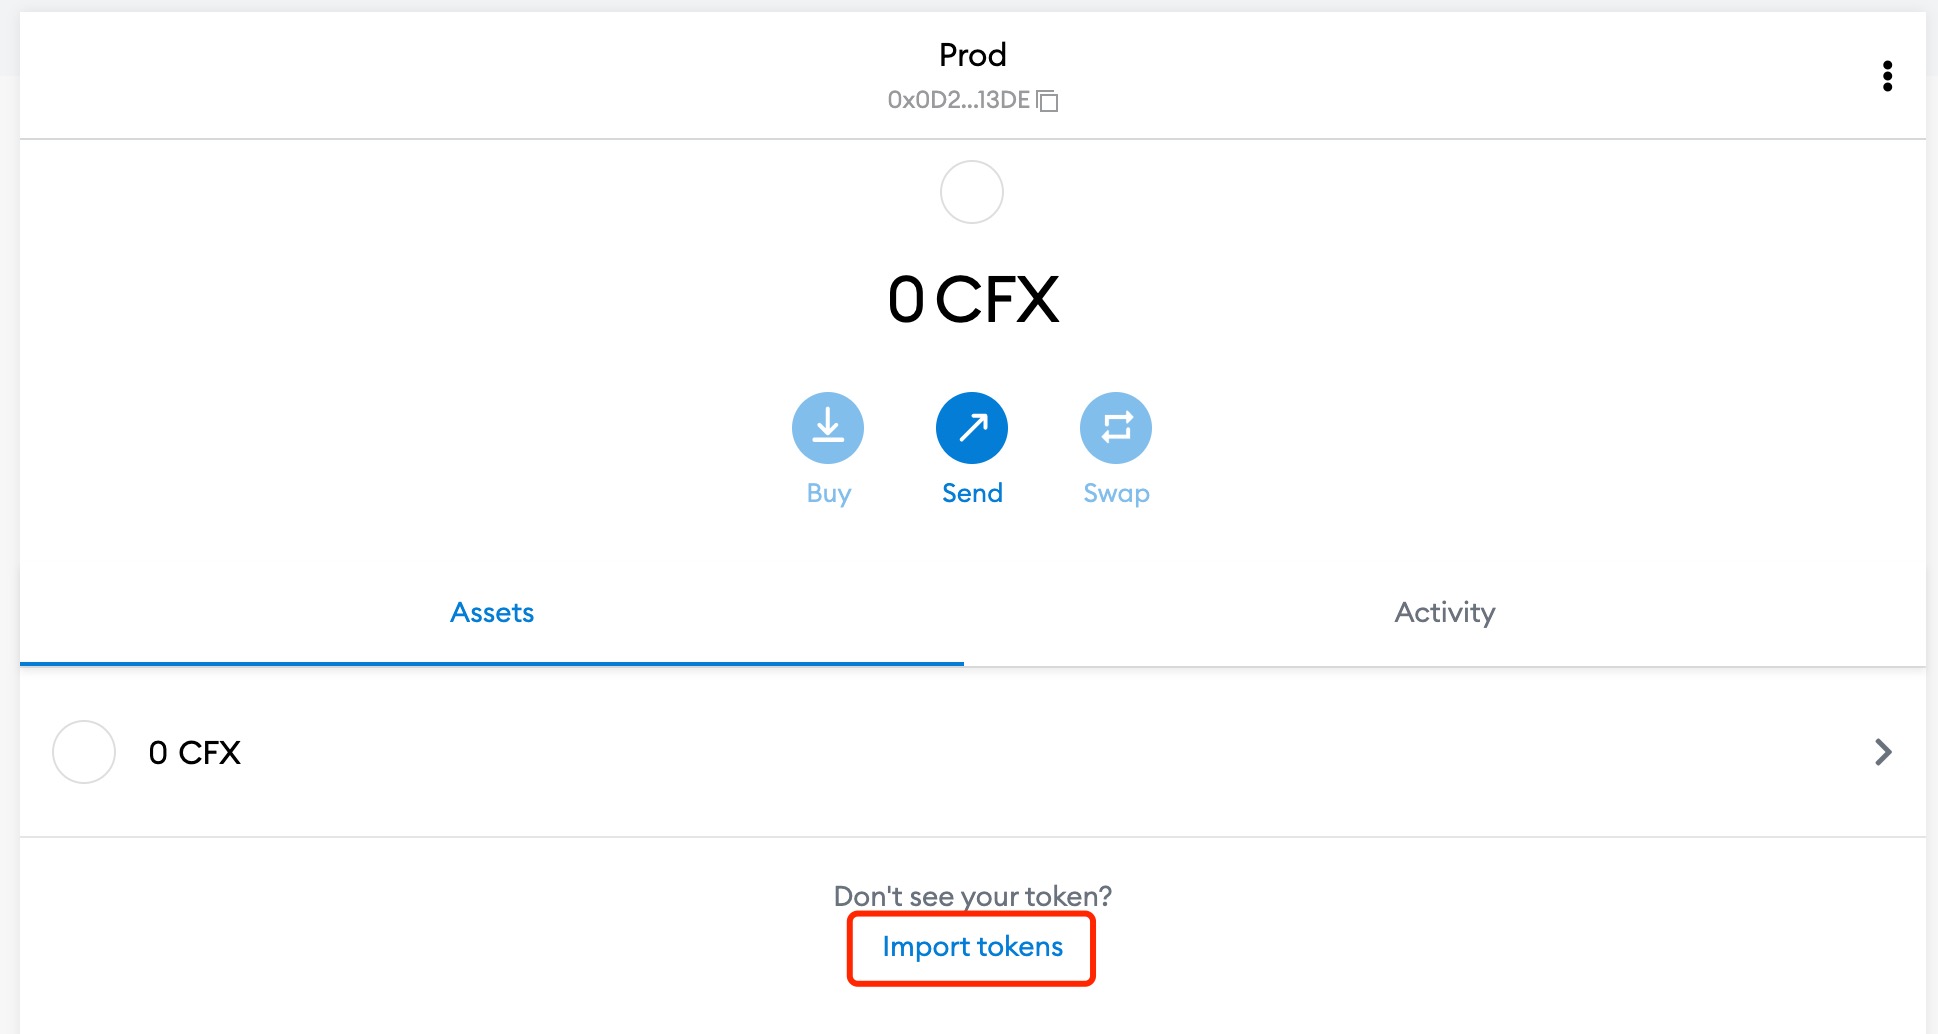 Prod
0x0D2...13DE
0 CFX
Buy Send Swap
Assets Activity
0 CFX
Don't see your token?
Import tokens